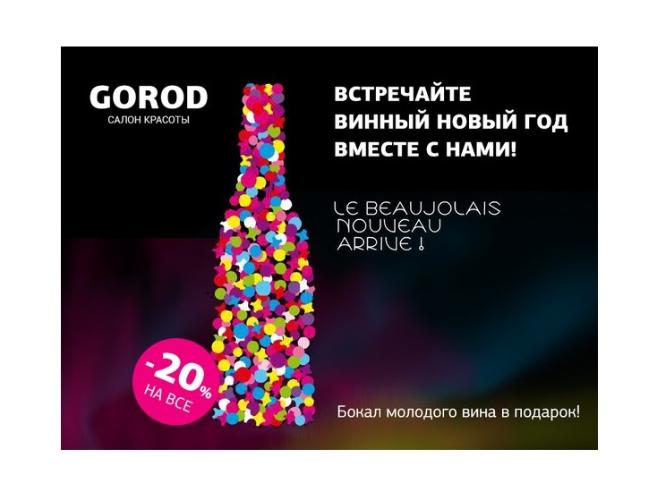 GOROD
САЛОН КРАСОТЫ
ВСТРЕЧАЙТЕ
ВИННЫЙ НОВЫЙ ГОД
ВМЕСТЕ С НАМИ!
LE BEAUJOLAIS
NOUVEAU
ARRIVE !
-20%
НА ВСЕ
Бокал молодого вина в подарок!